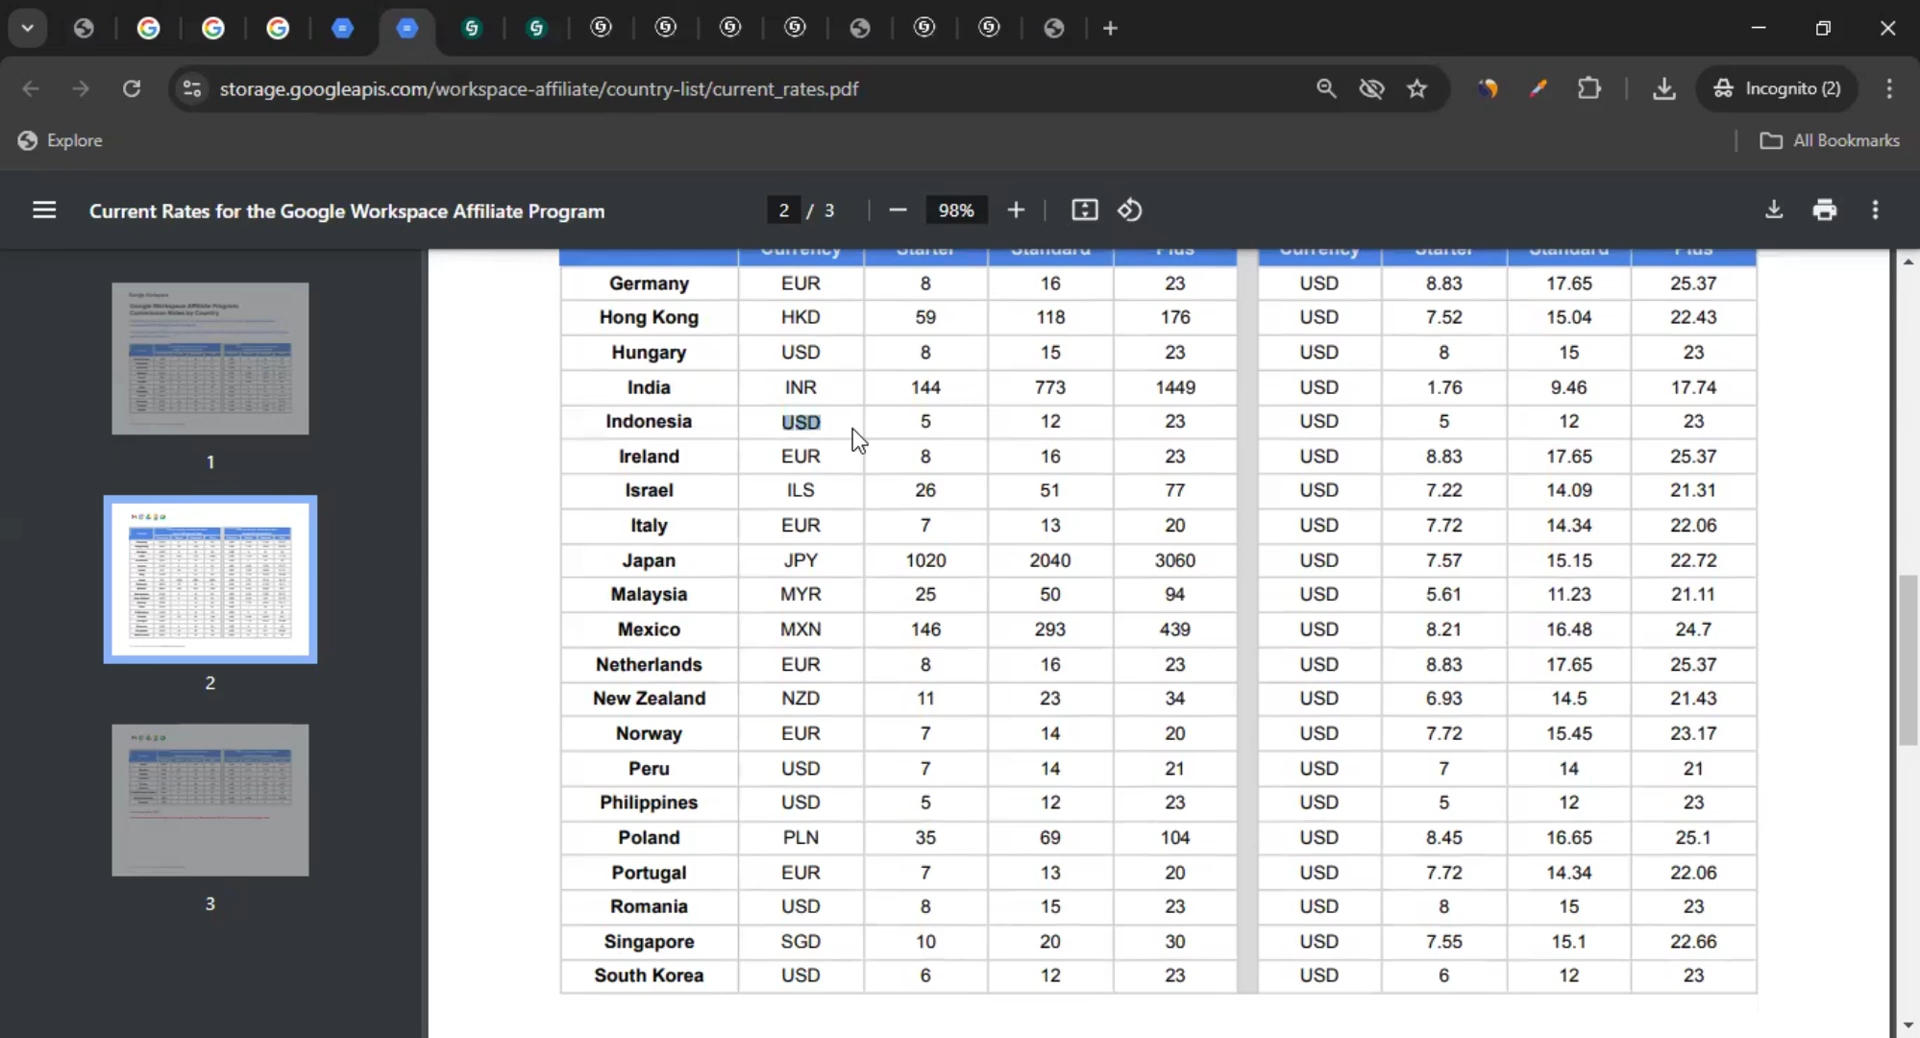 storage.googleapis.com/workspace-affiliate/country-list/current_rates.pdf
Incognito (2)
Explore
All Bookmarks
Current Rates for the Google Workspace Affiliate Program
2 / 3
98%
Currency Starter Standard Plus Currency Starter Standard Plus
Germany EUR 8 16 23 USD 8.83 17.65 25.37
Hong Kong HKD 59 118 176 USD 7.52 15.04 22.43
Hungary USD 8 15 23 USD 8 15 23
India INR 144 773 1449 USD 1.76 9.46 17.74
Indonesia USD 5 12 23 USD 5 12 23
Ireland EUR 8 16 23 USD 8.83 17.65 25.37
Israel ILS 26 51 77 USD 7.22 14.09 21.31
Italy EUR 7 13 20 USD 7.72 14.34 22.06
Japan JPY 1020 2040 3060 USD 7.57 15.15 22.72
Malaysia MYR 25 50 94 USD 5.61 11.23 21.11
Mexico MXN 146 293 439 USD 8.21 16.48 24.7
Netherlands EUR 8 16 23 USD 8.83 17.65 25.37
New Zealand NZD 11 23 34 USD 6.93 14.5 21.43
Norway EUR 7 14 20 USD 7.72 15.45 23.17
Peru USD 7 14 21 USD 7 14 21
Philippines USD 5 12 23 USD 5 12 23
Poland PLN 35 69 104 USD 8.45 16.65 25.1
Portugal EUR 7 13 20 USD 7.72 14.34 22.06
Romania USD 8 15 23 USD 8 15 23
Singapore SGD 10 20 30 USD 7.55 15.1 22.66
South Korea USD 6 12 23 USD 6 12 23
Google Workspace Affiliate Program
Commission Rates by Country
1
2
3